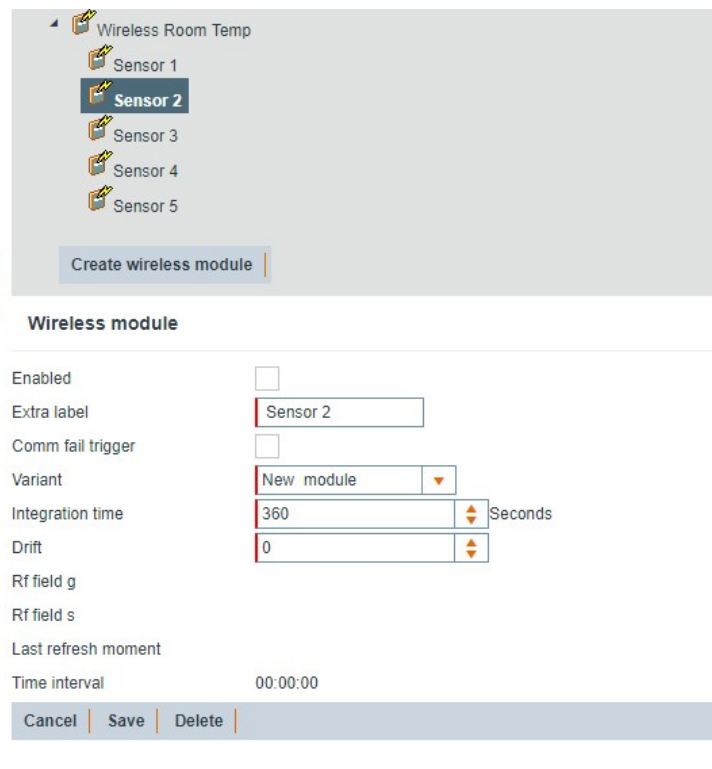 Wireless Room Temp
Sensor 1
Sensor 2
Sensor 3
Sensor 4
Sensor 5
Create wireless module
Wireless module
Enabled
Extra label Sensor 2
Comm fail trigger
Variant New module
Integration time 360 Seconds
Drift 0
Rf field g
Rf field s
Last refresh moment
Time interval 00:00:00
Cancel Save Delete